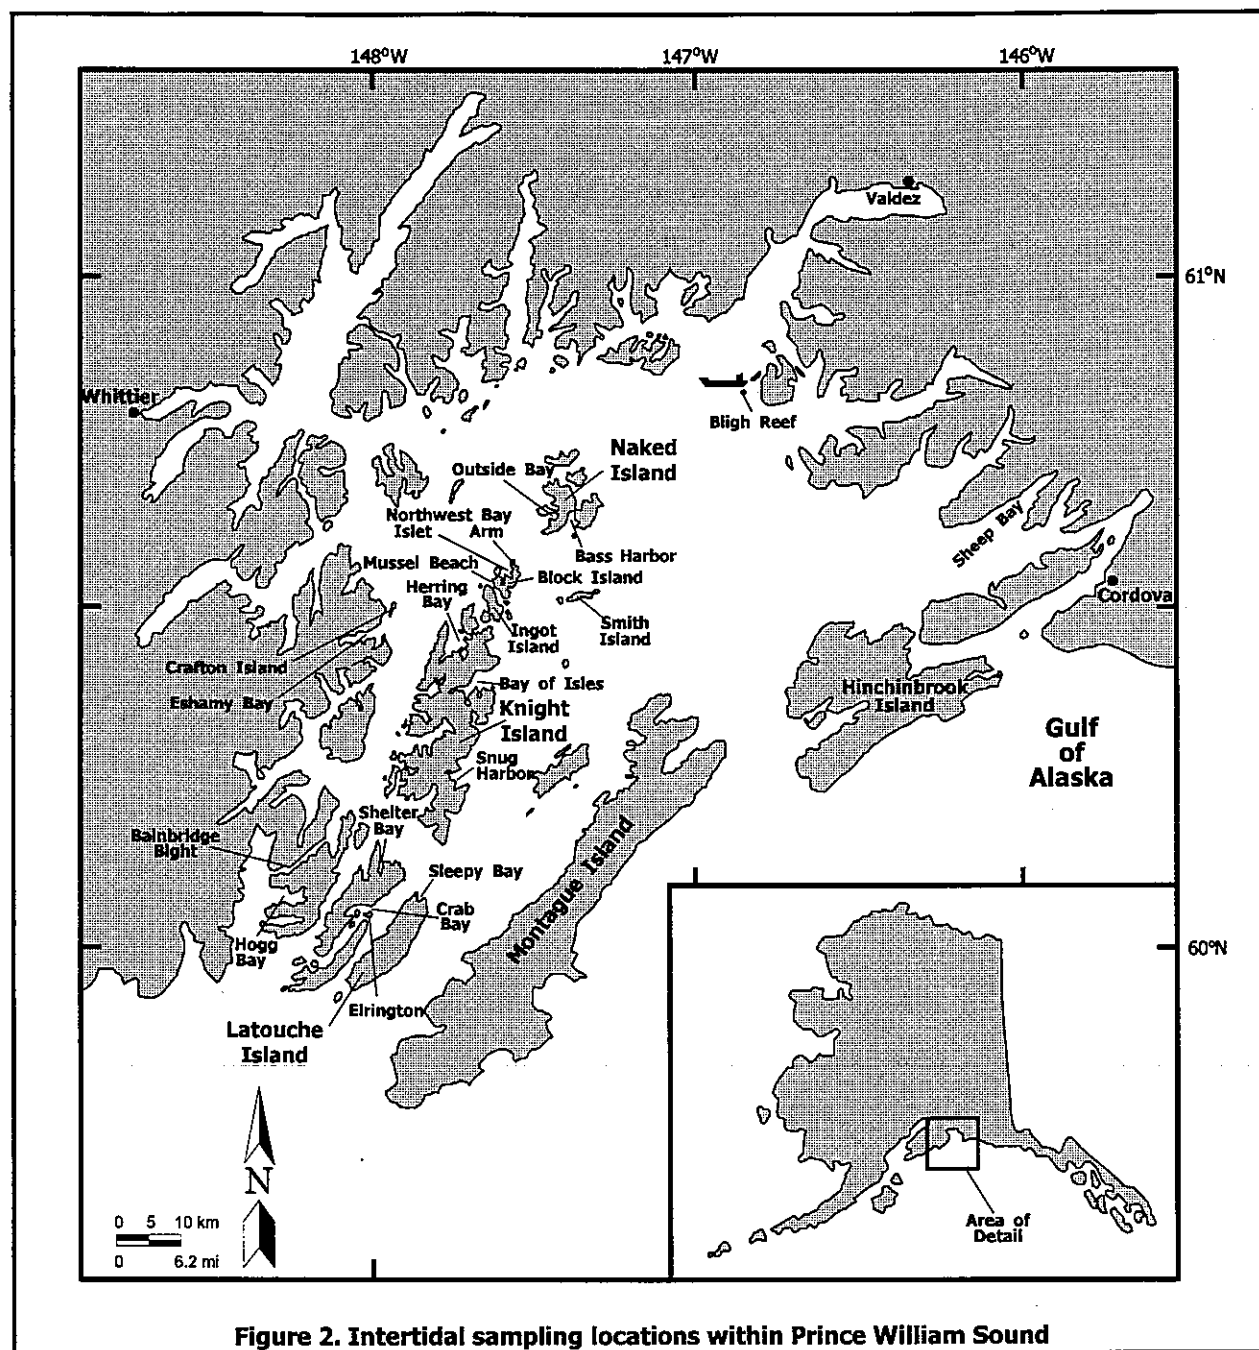 148°W
147°W
146°W
Valdez
61°N
Whittier
Bligh Reef
Naked
Island
Outside Bay
Northwest Bay
Islet
Arm
Sheep Bay
Bass Harbor
Mussel Beach
Block Island
Herring
Bay
Cordova
Smith
Island
Ingot
Island
Crafton Island
Eshamy Bay
Bay of Isles
Hinchinbrook
Island
Knight
Island
Gulf
of
Alaska
Snug
Harbor
Shelter
Bay
Bainbridge
Bight
Montague Island
Sleepy Bay
Crab
Bay
Hogg
Bay
60°N
Elrington
Latouche
Island
N
0 5 10 km
0 6.2 mi
Area of
Detail
Figure 2. Intertidal sampling locations within Prince William Sound